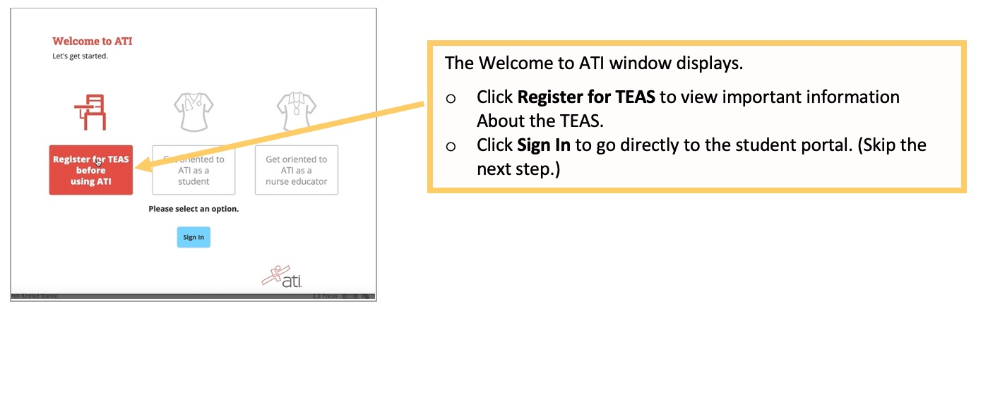 Welcome to ATI
Let's get started.
Register for TEAS
before
using ATI
Get oriented to
ATI as a
student
Get oriented to
ATI as a
nurse educator
Please select an option.
Sign In
ati
ish (United States)
Focus
The Welcome to ATI window displays.
o Click Register for TEAS to view important information
About the TEAS.
o Click Sign In to go directly to the student portal. (Skip the
next step.)